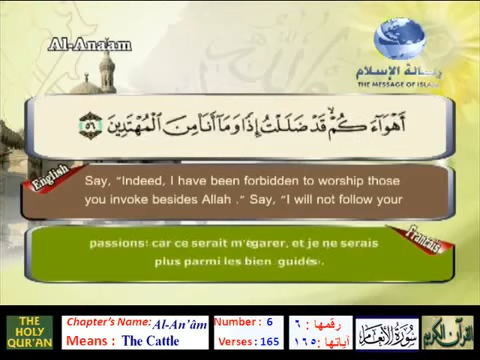 Al-Ana'am
رسالة الإسلام
THE MESSAGE OF ISLAM
أَهْوَاءَكُمْ ۙ قَدْ ضَلَلْتُ إِذًا وَمَا أَنَا مِنَ الْمُهْتَدِينَ ٥٦
English
Say, "Indeed, I have been forbidden to worship those
you invoke besides Allah ." Say, "I will not follow your
Français
passions: car ce serait m'égarer, et je ne serais
plus parmi les bien guidés.
THE
HOLY
QUR'AN
Chapter's Name: Al-An'âm
Means : The Cattle
Number : 6
Verses : 165
رقمها : ٦
آياتها : ١٦٥
سورة الأنعام
القرآن الكريم